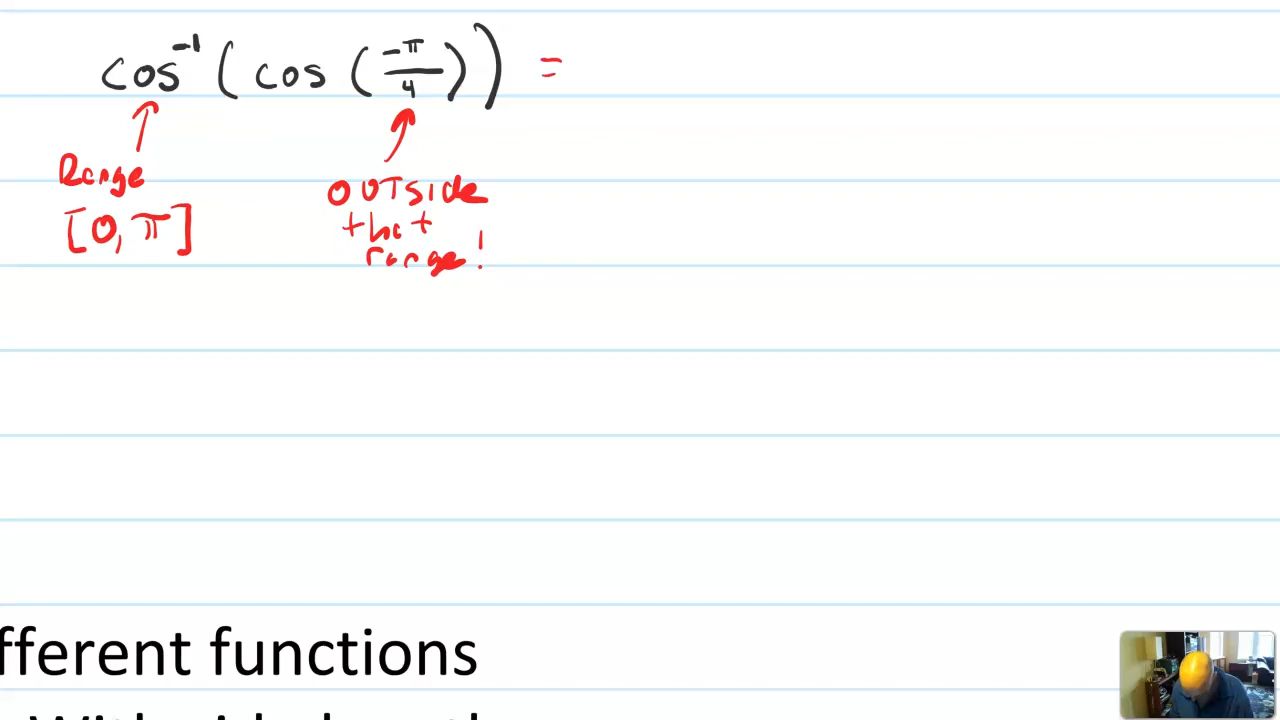 cos⁻¹(cos(-π/4)) =
Range
[0, π]
OUTSide
that
range!
fferent functions